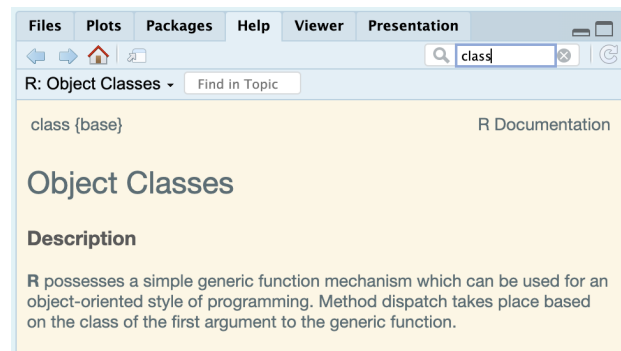 Files Plots Packages Help Viewer Presentation
class
R: Object Classes Find in Topic
class {base} R Documentation
Object Classes
Description
R possesses a simple generic function mechanism which can be used for an
object-oriented style of programming. Method dispatch takes place based
on the class of the first argument to the generic function.